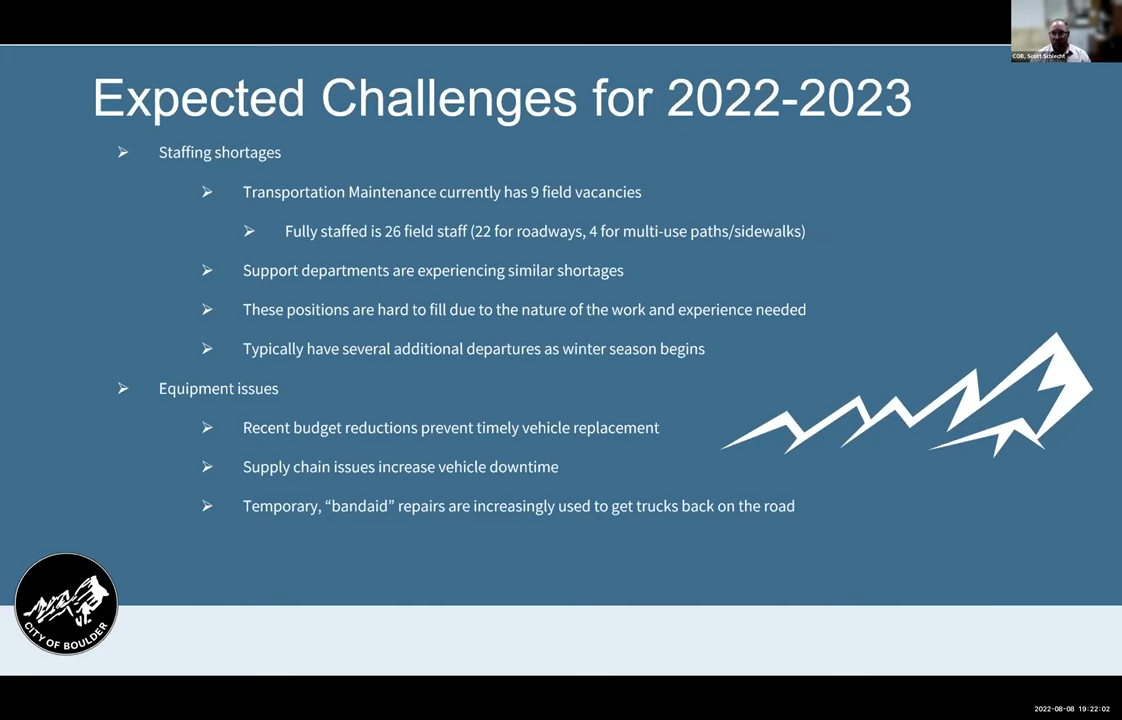 COB, Scott Schlecht
Expected Challenges for 2022-2023
Staffing shortages
Transportation Maintenance currently has 9 field vacancies
Fully staffed is 26 field staff (22 for roadways, 4 for multi-use paths/sidewalks)
Support departments are experiencing similar shortages
These positions are hard to fill due to the nature of the work and experience needed
Typically have several additional departures as winter season begins
Equipment issues
Recent budget reductions prevent timely vehicle replacement
Supply chain issues increase vehicle downtime
Temporary, “bandaid” repairs are increasingly used to get trucks back on the road
CITY OF BOULDER
2022-08-08 19:22:02